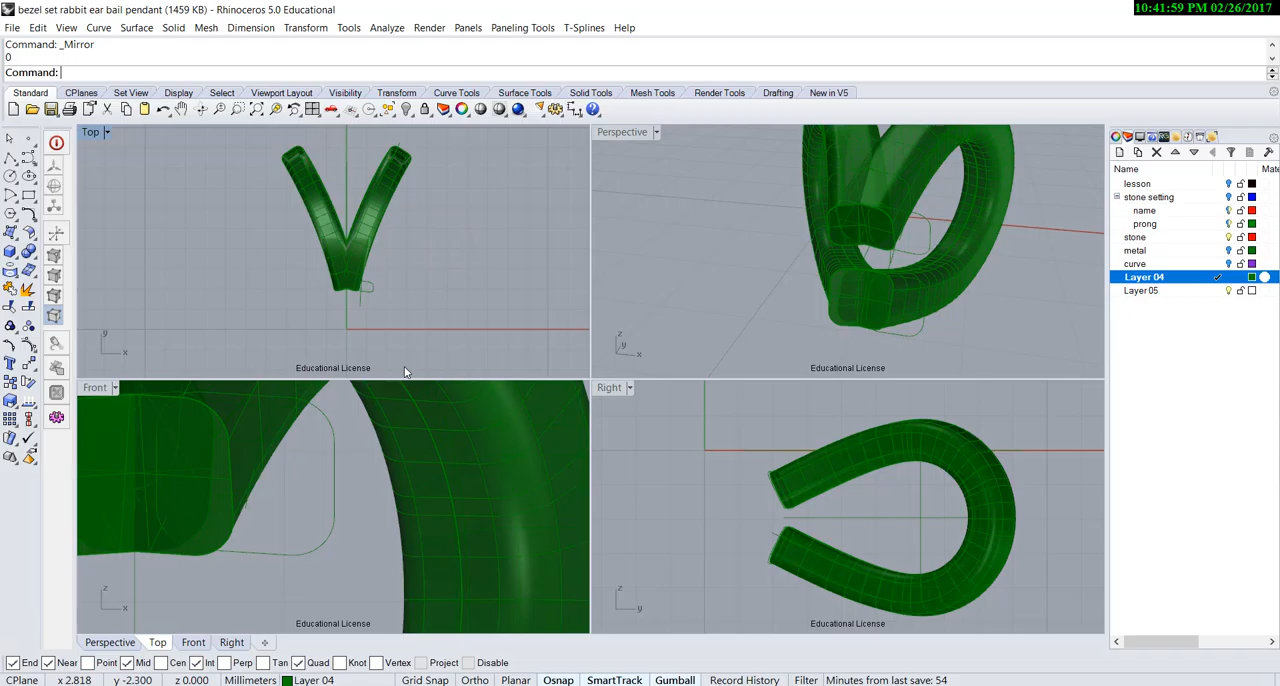 bezel set rabbit ear bail pendant (1459 KB) - Rhinoceros 5.0 Educational
10:41:59 PM 02/26/2017
File Edit View Curve Surface Solid Mesh Dimension Transform Tools Analyze Render Panels Paneling Tools T-Splines Help
Command: _Mirror
0
Command:
Standard CPlanes Set View Display Select Viewport Layout Visibility Transform Curve Tools Surface Tools Solid Tools Mesh Tools Render Tools Drafting New in V5
Top
Perspective
Name Mate
lesson
stone setting
name
prong
stone
metal
curve
Layer 04
Layer 05
y
x
z
y
x
Educational License
Educational License
Front
Right
z
x
z
y
Educational License
Educational License
Perspective Top Front Right
End Near Point Mid Cen Int Perp Tan Quad Knot Vertex Project Disable
CPlane x 2.818 y -2.300 z 0.000 Millimeters Layer 04 Grid Snap Ortho Planar Osnap SmartTrack Gumball Record History Filter Minutes from last save: 54